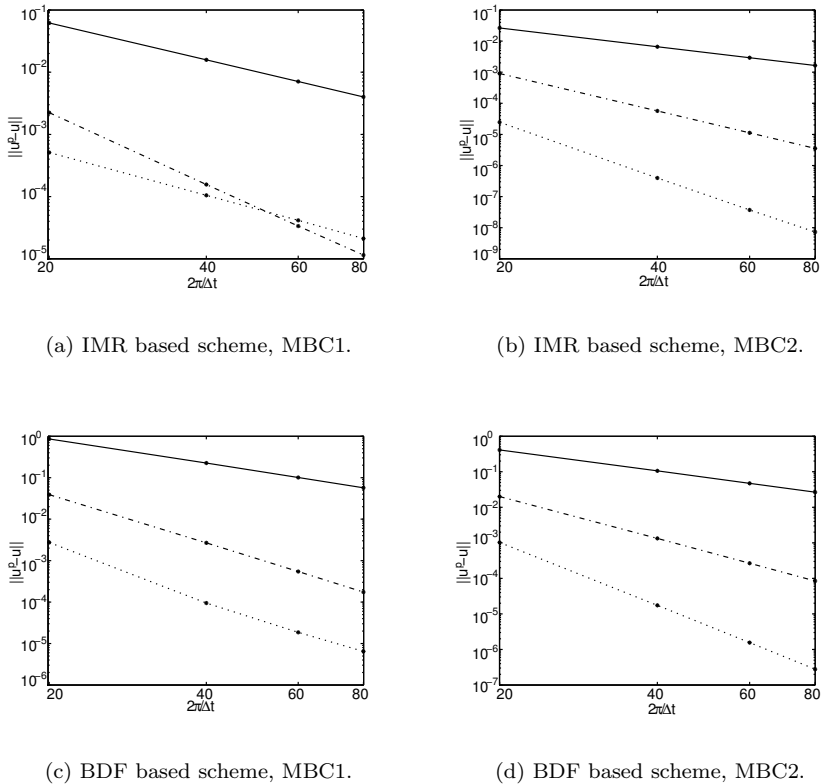 10^-1
10^-2
10^-3
10^-4
10^-5
||u^p-u||
20 40 60 80
2π/Δt
(a) IMR based scheme, MBC1.
10^-1
10^-2
10^-3
10^-4
10^-5
10^-6
10^-7
10^-8
10^-9
||u^p-u||
20 40 60 80
2π/Δt
(b) IMR based scheme, MBC2.
10^0
10^-1
10^-2
10^-3
10^-4
10^-5
10^-6
||u^p-u||
20 40 60 80
2π/Δt
(c) BDF based scheme, MBC1.
10^0
10^-1
10^-2
10^-3
10^-4
10^-5
10^-6
10^-7
||u^p-u||
20 40 60 80
2π/Δt
(d) BDF based scheme, MBC2.